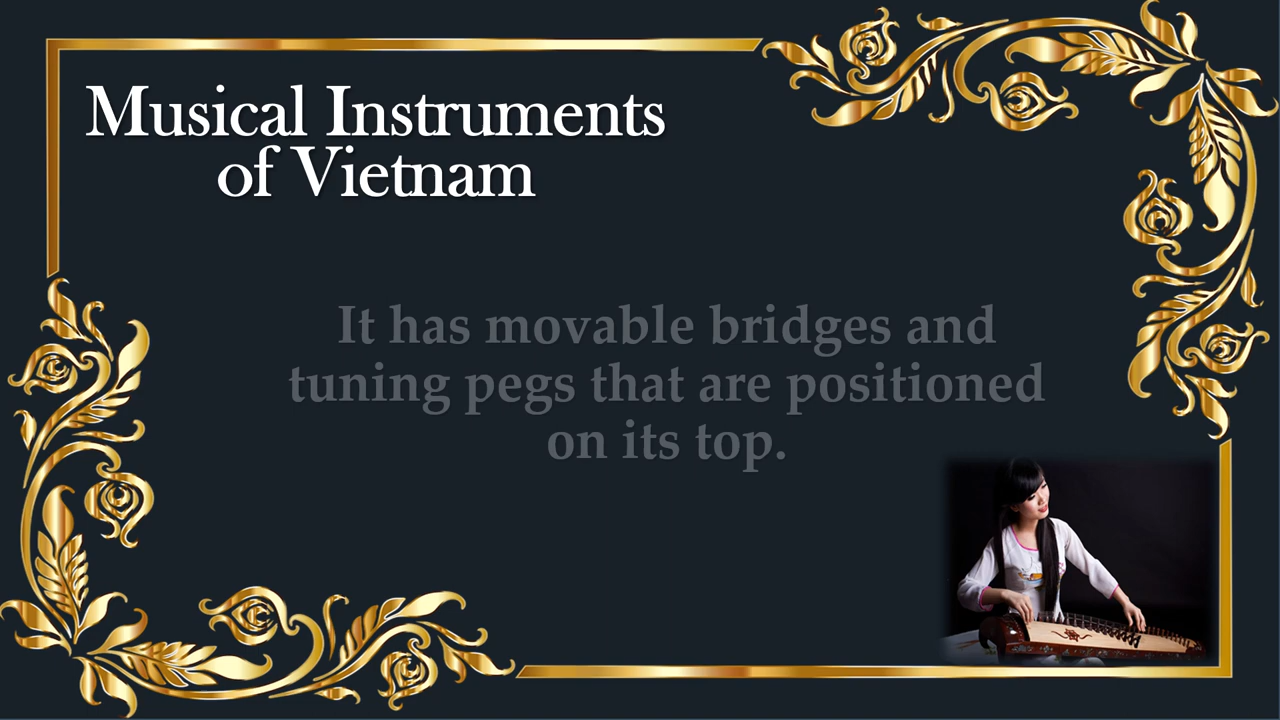 Musical Instruments
of Vietnam
It has movable bridges and
tuning pegs that are positioned
on its top.